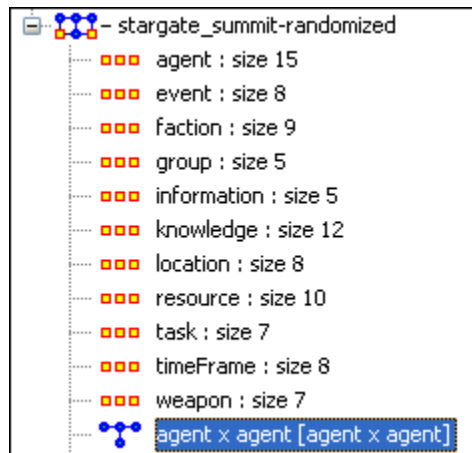 – stargate_summit-randomized
agent : size 15
event : size 8
faction : size 9
group : size 5
information : size 5
knowledge : size 12
location : size 8
resource : size 10
task : size 7
timeFrame : size 8
weapon : size 7
agent x agent [agent x agent]